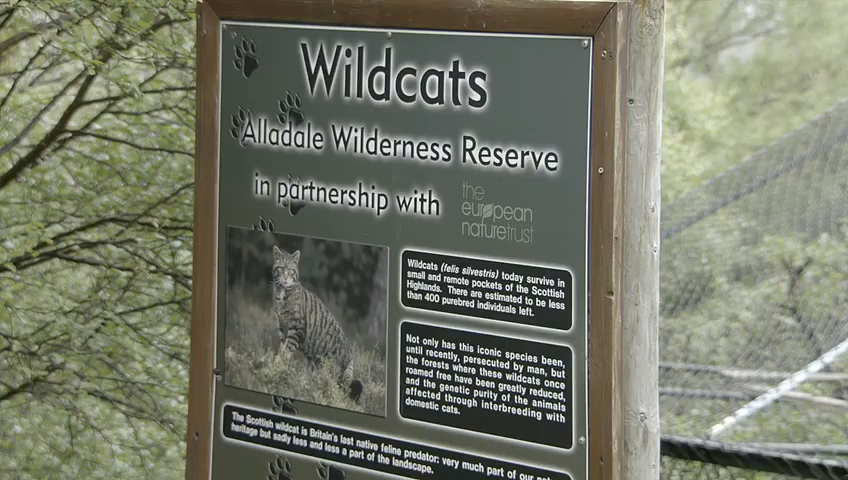 Wildcats
Alladale Wilderness Reserve
in partnership with
the
european
naturetrust
Wildcats (felis silvestris) today survive in
small and remote pockets of the Scottish
Highlands. There are estimated to be less
than 400 purebred individuals left.
Not only has this iconic species been,
until recently, persecuted by man, but
the forests where these wildcats once
roamed free have been greatly reduced,
and the genetic purity of the animals
affected through interbreeding with
domestic cats.
The Scottish wildcat is Britain's last native feline predator: very much part of our
heritage but sadly less and less a part of the landscape.